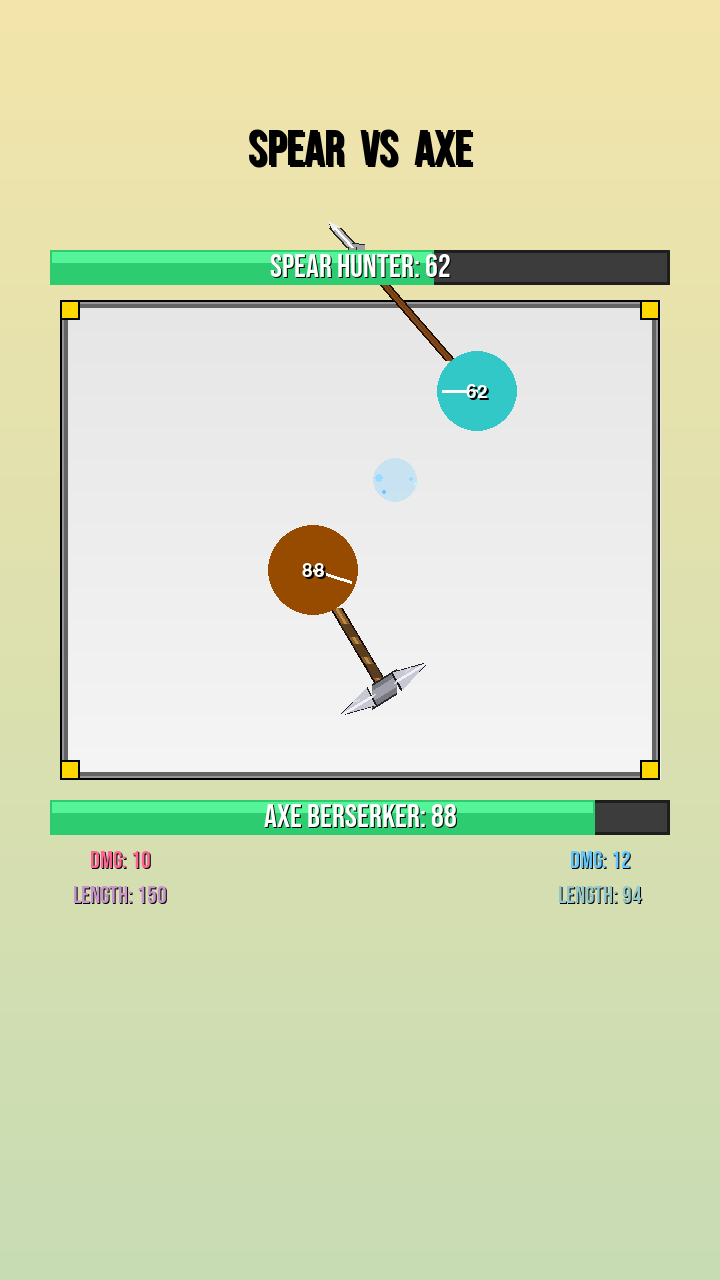 SPEAR VS AXE
SPEAR HUNTER: 62
62
88
AXE BERSERKER: 88
DMG: 10
DMG: 12
LENGTH: 150
LENGTH: 94